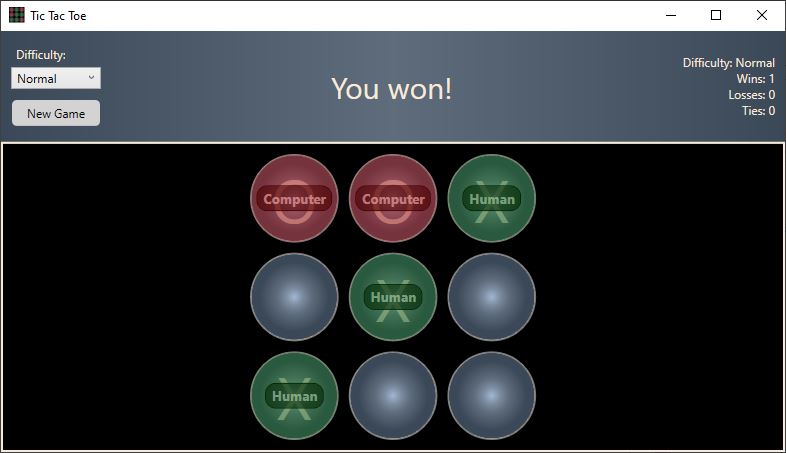 Tic Tac Toe
Difficulty:
Normal
New Game
You won!
Difficulty: Normal
Wins: 1
Losses: 0
Ties: 0
O Computer
O Computer
X Human
X Human
X Human